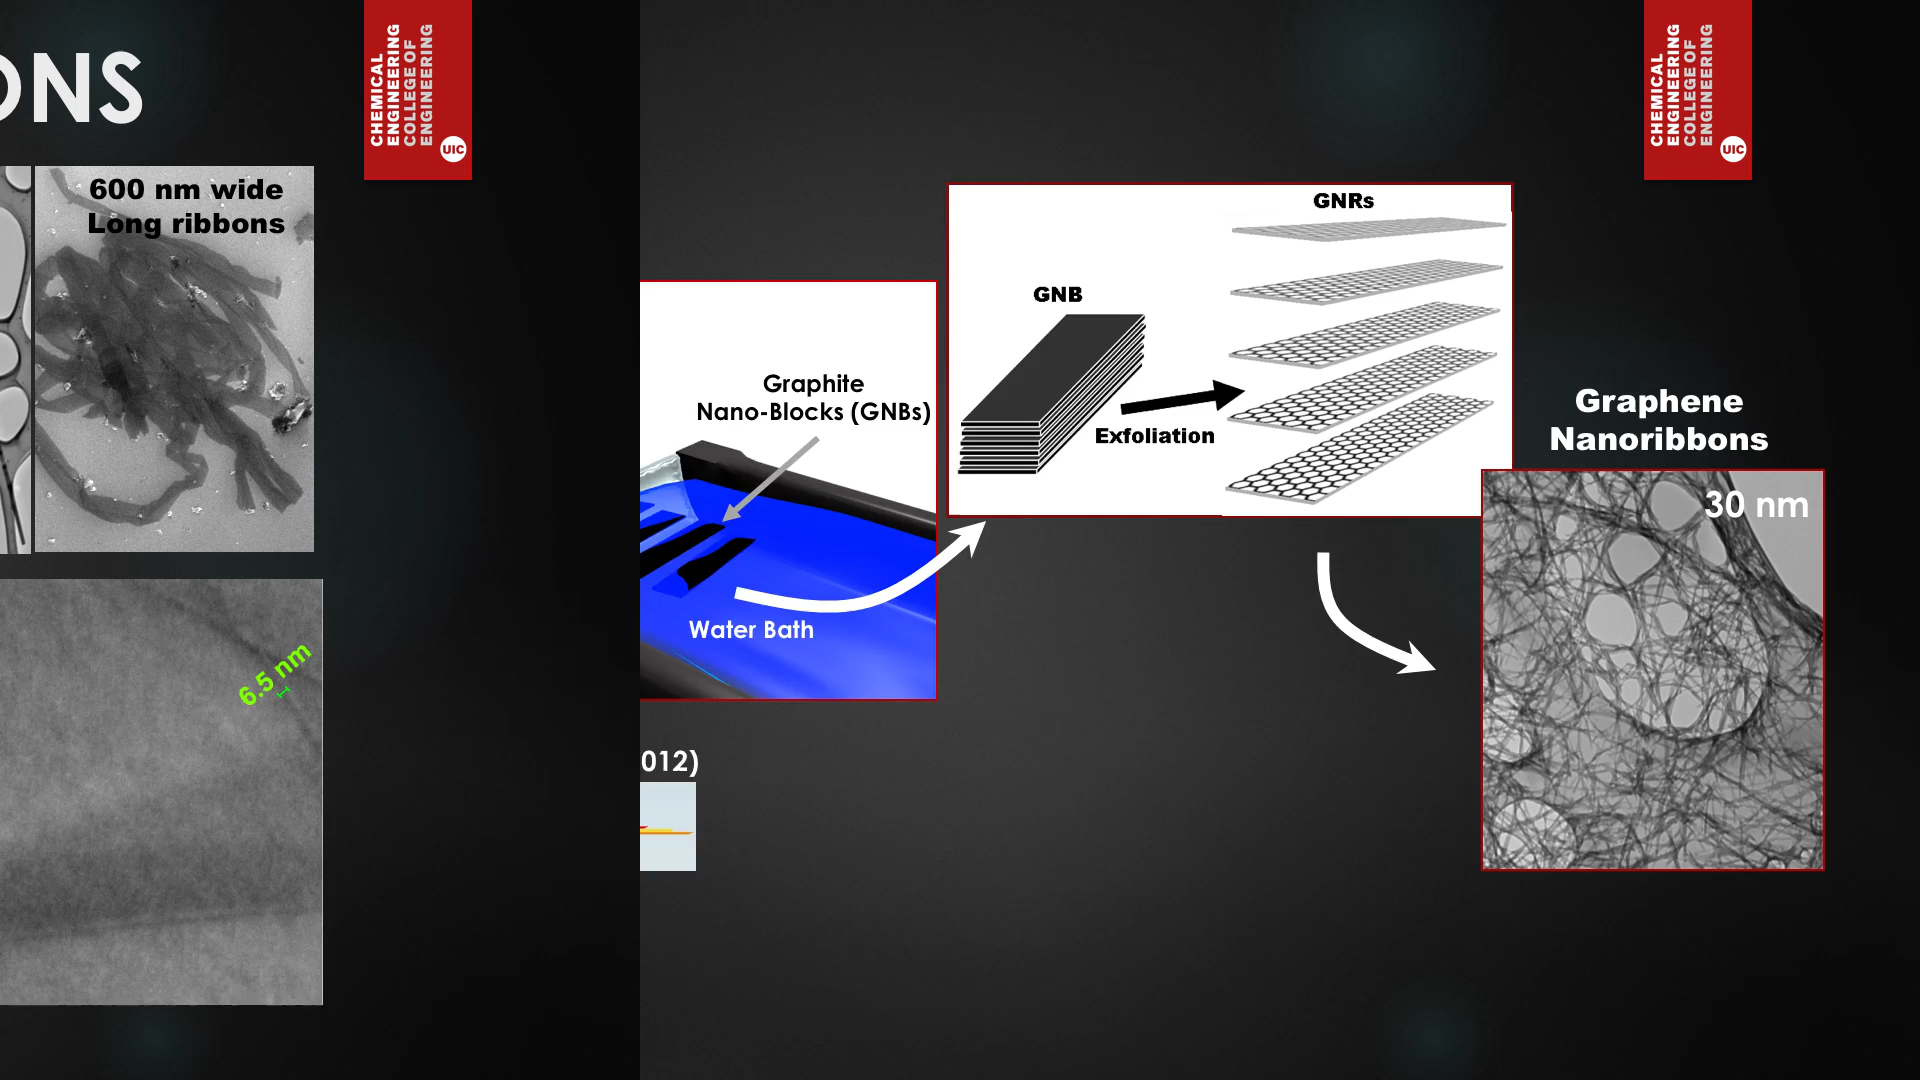 ONS
CHEMICAL
ENGINEERING
COLLEGE OF
ENGINEERING
UIC
600 nm wide
Long ribbons
6.5 nm
CHEMICAL
ENGINEERING
COLLEGE OF
ENGINEERING
UIC
GNRs
GNB
Exfoliation
Graphite
Nano-Blocks (GNBs)
Water Bath
012)
Graphene
Nanoribbons
30 nm